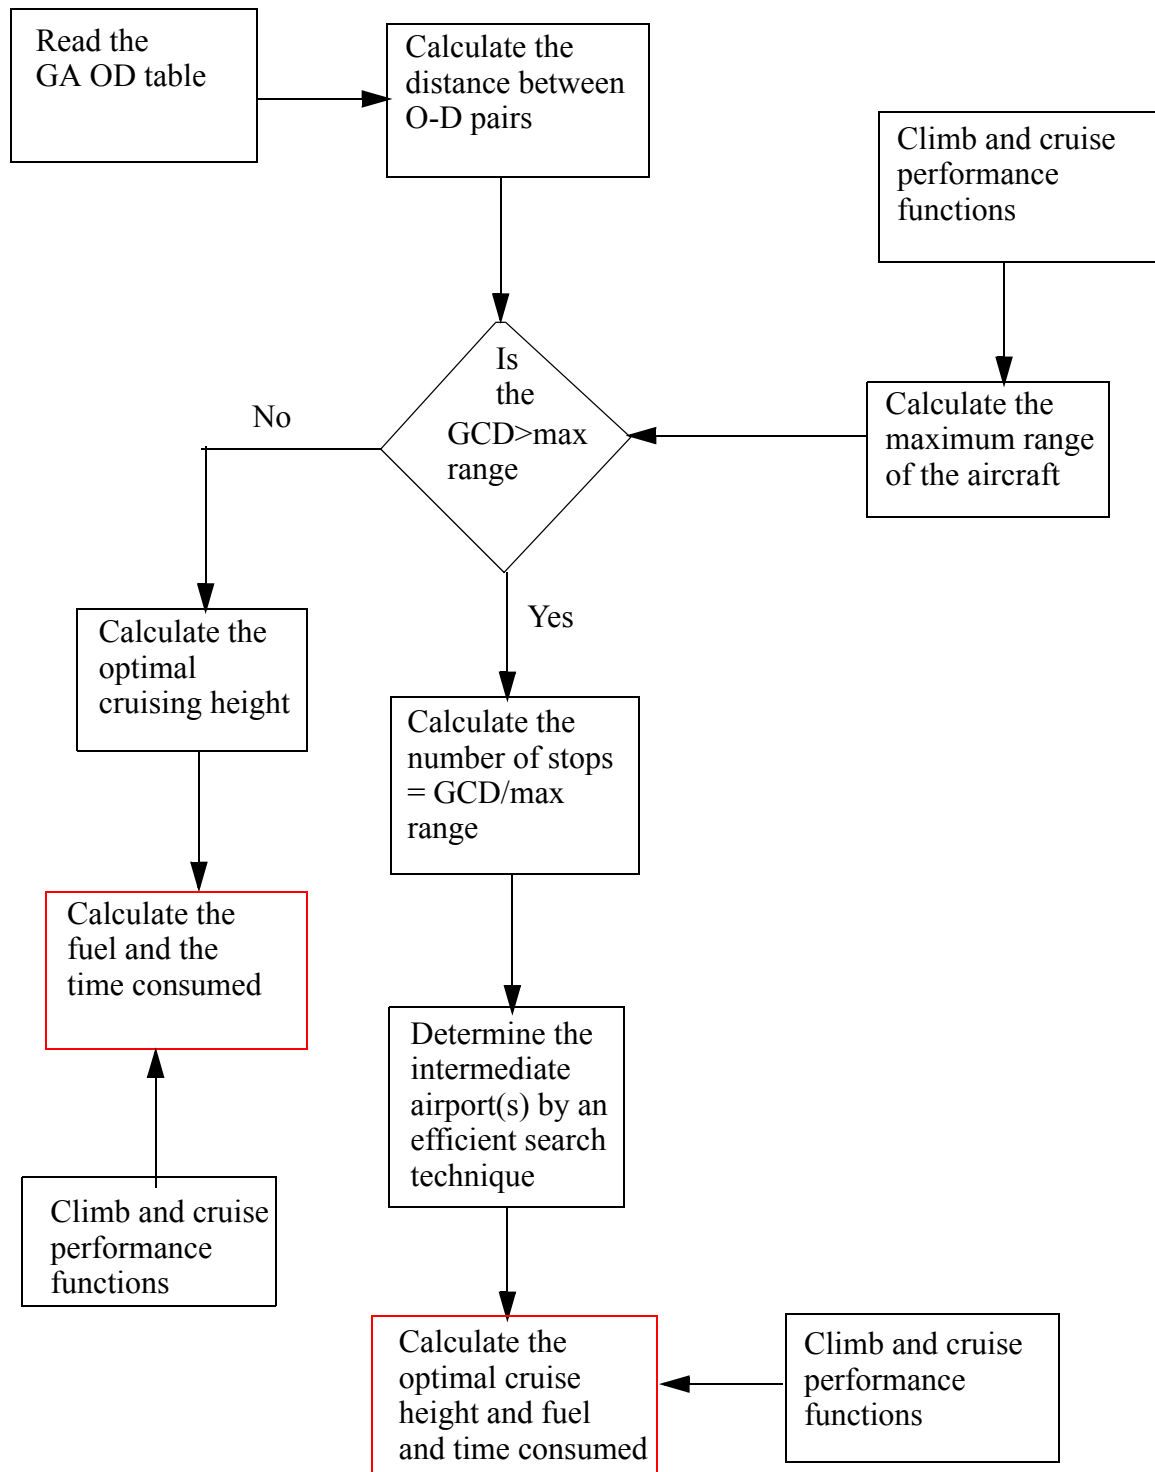 Read the
GA OD table
Calculate the
distance between
O-D pairs
Climb and cruise
performance
functions
Is
the
GCD>max
range
No
Calculate the
maximum range
of the aircraft
Yes
Calculate the
optimal
cruising height
Calculate the
number of stops
= GCD/max
range
Calculate the
fuel and the
time consumed
Determine the
intermediate
airport(s) by an
efficient search
technique
Climb and cruise
performance
functions
Calculate the
optimal cruise
height and fuel
and time consumed
Climb and cruise
performance
functions